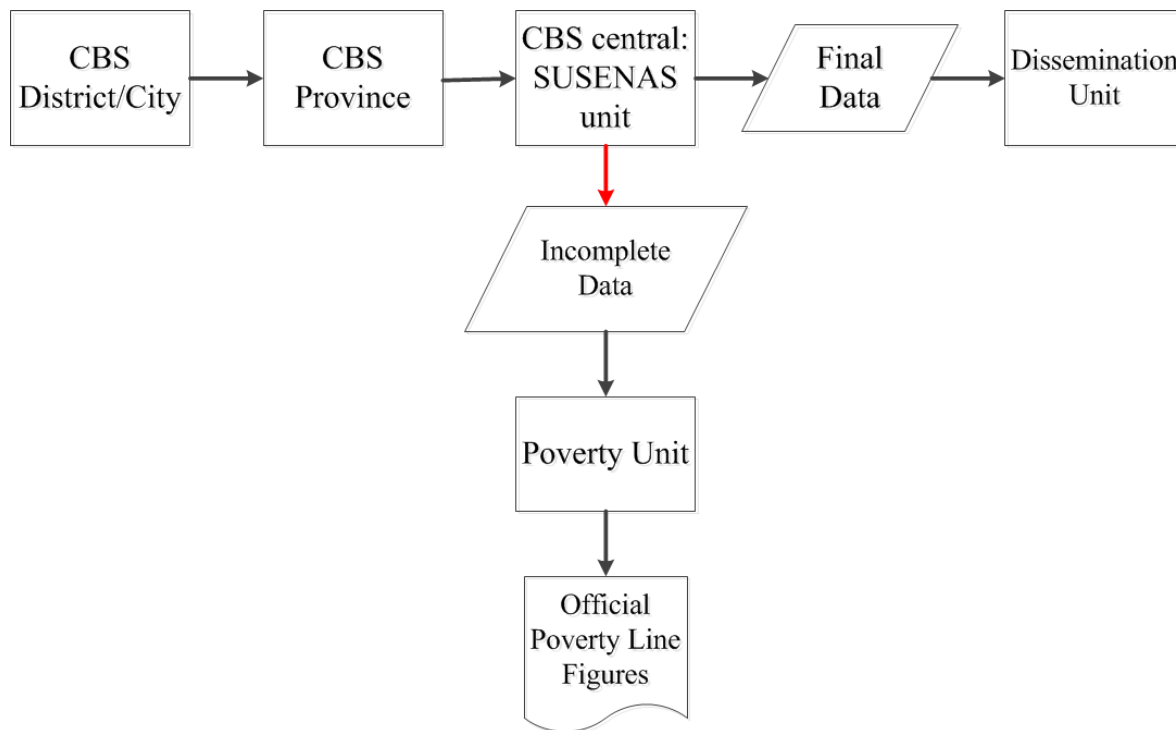 CBS
District/City
CBS
Province
CBS central:
SUSENAS
unit
Final
Data
Dissemination
Unit
Incomplete
Data
Poverty Unit
Official
Poverty Line
Figures